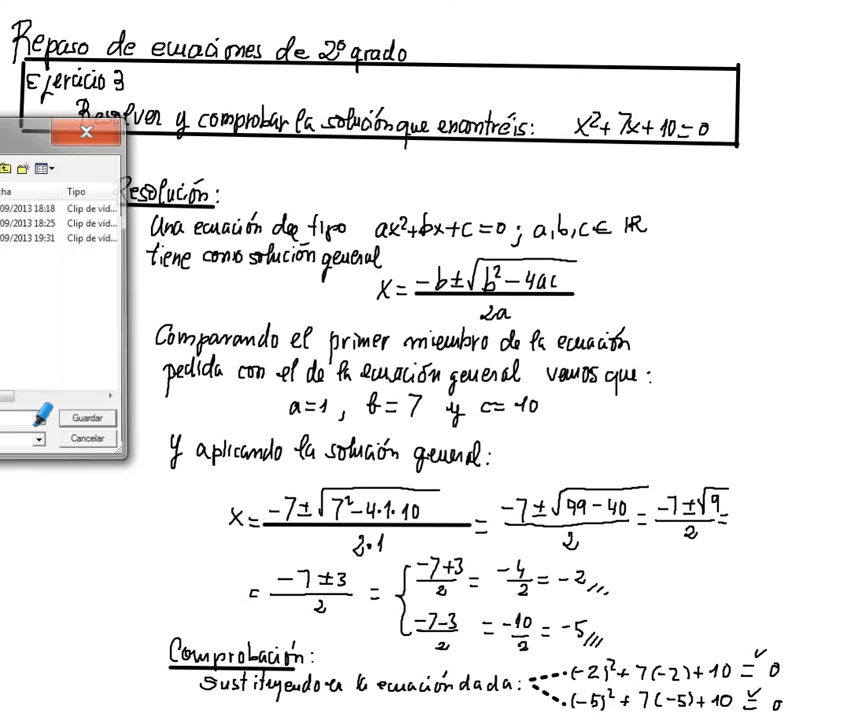 Repaso de ecuaciones de 2º grado
Ejercicio 3
Resolver y comprobar la solución que encontréis: x²+7x+10=0
Resolución:
Una ecuación de tipo ax²+bx+c=0; a,b,c∈ℝ
tiene como solución general
x = (-b±√(b²-4ac))/2a
Comparando el primer miembro de la ecuación
pedida con el de la ecuación general vemos que:
a=1, b=7 y c=10
Y aplicando la solución general:
x = (-7±√(7²-4·1·10))/2·1 = (-7±√(49-40))/2 = (-7±√9)/2 =
= (-7±3)/2 = { (-7+3)/2 = -4/2 = -2
(-7-3)/2 = -10/2 = -5
Comprobación:
Sustituyendo en la ecuación dada: (-2)²+7(-2)+10 = 0
(-5)²+7(-5)+10 = 0
ha Tipo
09/2013 18:18 Clip de víd...
09/2013 18:25 Clip de víd...
09/2013 19:31 Clip de víd...
Guardar
Cancelar